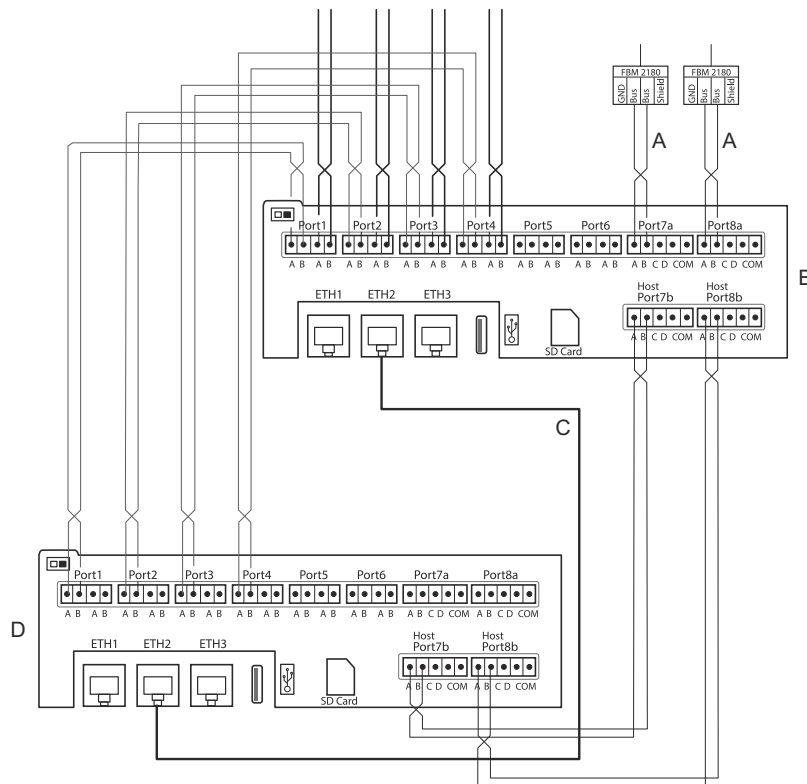 FBM 2180 FBM 2180
GND Bus Bus Shield GND Bus Bus Shield
A A
Port1 Port2 Port3 Port4 Port5 Port6 Port7a Port8a
A B A B A B A B A B A B A B A B A B A B A B A B A B C D COM A B C D COM
ETH1 ETH2 ETH3
Host Port7b Host Port8b
A B C D COM A B C D COM
SD Card
C
Port1 Port2 Port3 Port4 Port5 Port6 Port7a Port8a
A B A B A B A B A B A B A B A B A B A B A B A B A B C D COM A B C D COM
D
ETH1 ETH2 ETH3
Host Port7b Host Port8b
A B C D COM A B C D COM
SD Card